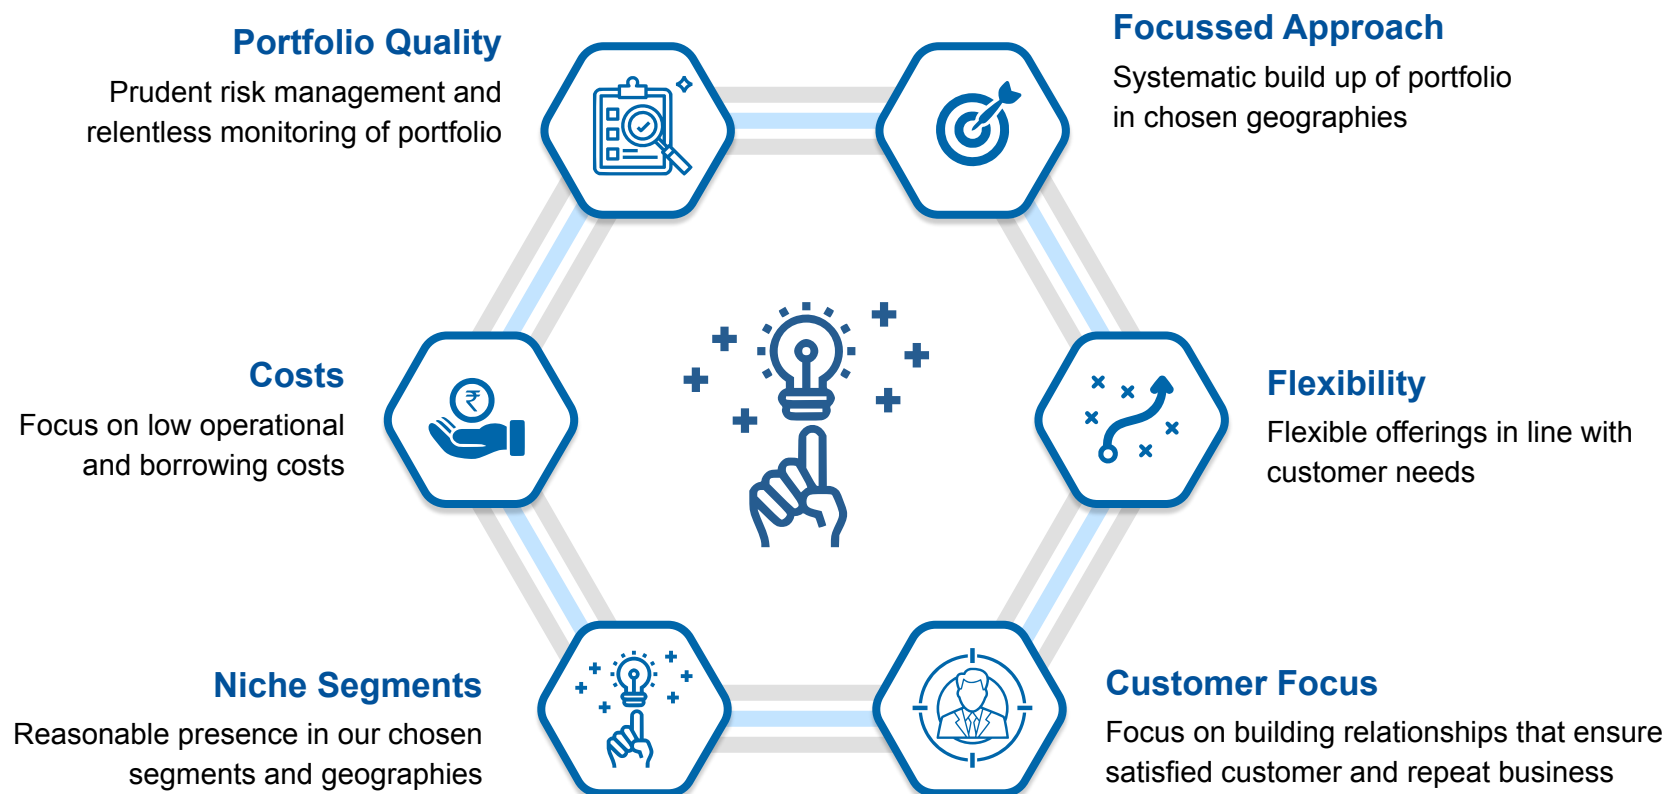 Portfolio Quality
Prudent risk management and
relentless monitoring of portfolio
Focussed Approach
Systematic build up of portfolio
in chosen geographies
Costs
Focus on low operational
and borrowing costs
₹
Flexibility
Flexible offerings in line with
customer needs
Niche Segments
Reasonable presence in our chosen
segments and geographies
Customer Focus
Focus on building relationships that ensure
satisfied customer and repeat business